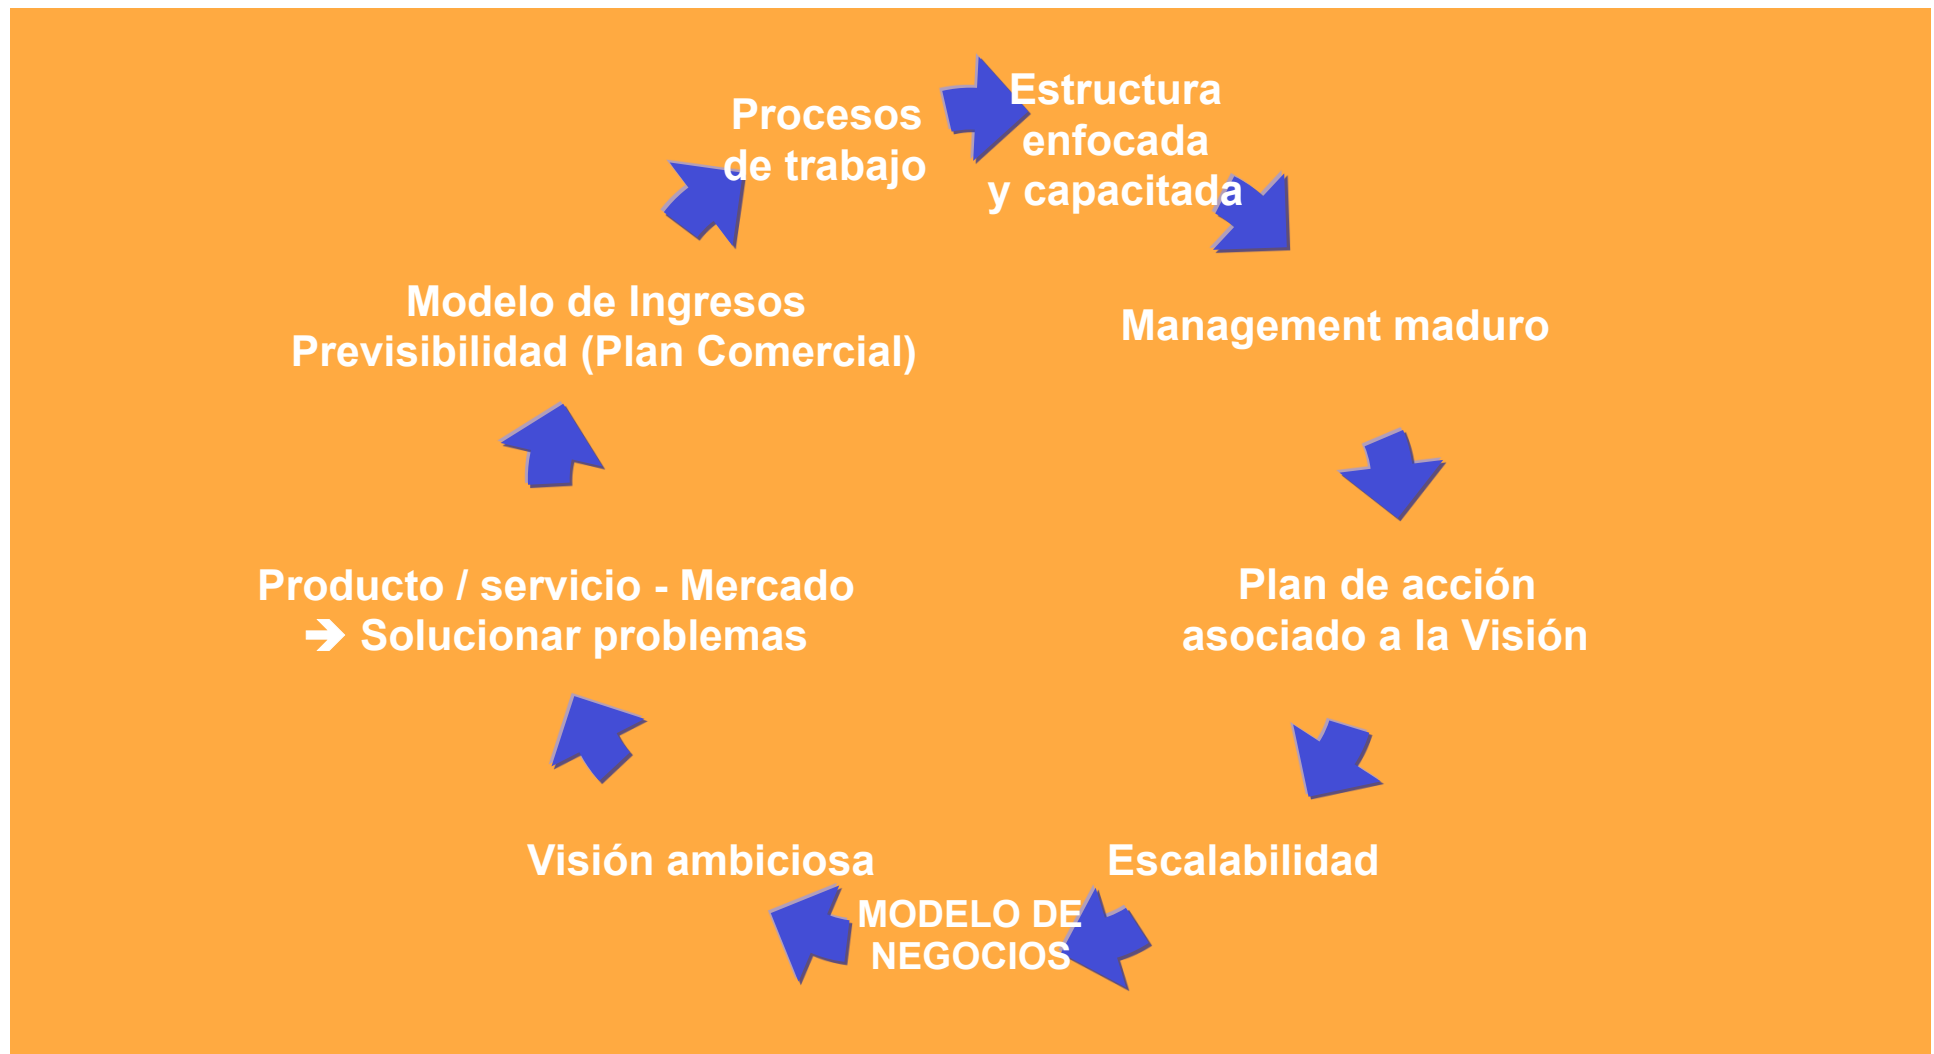 Procesos
de trabajo
Estructura
enfocada
y capacitada
Management maduro
Plan de acción
asociado a la Visión
Escalabilidad
MODELO DE
NEGOCIOS
Visión ambiciosa
Producto / servicio - Mercado
➔ Solucionar problemas
Modelo de Ingresos
Previsibilidad (Plan Comercial)